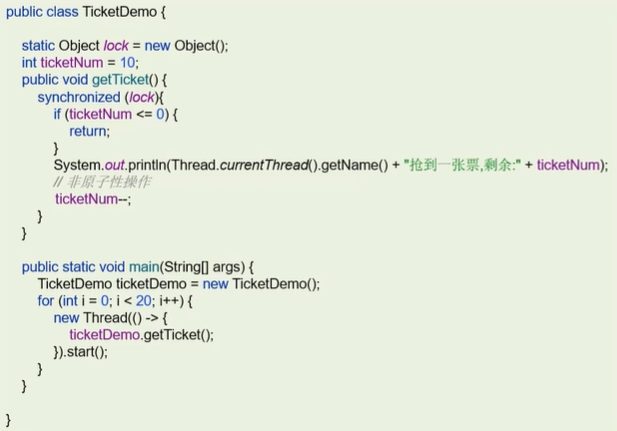 public class TicketDemo {
static Object lock = new Object();
int ticketNum = 10;
public void getTicket() {
synchronized (lock){
if (ticketNum <= 0) {
return;
}
System.out.println(Thread.currentThread().getName() + "抢到一张票,剩余:" + ticketNum);
// 非原子性操作
ticketNum--;
}
}
public static void main(String[] args) {
TicketDemo ticketDemo = new TicketDemo();
for (int i = 0; i < 20; i++) {
new Thread(() -> {
ticketDemo.getTicket();
}).start();
}
}
}